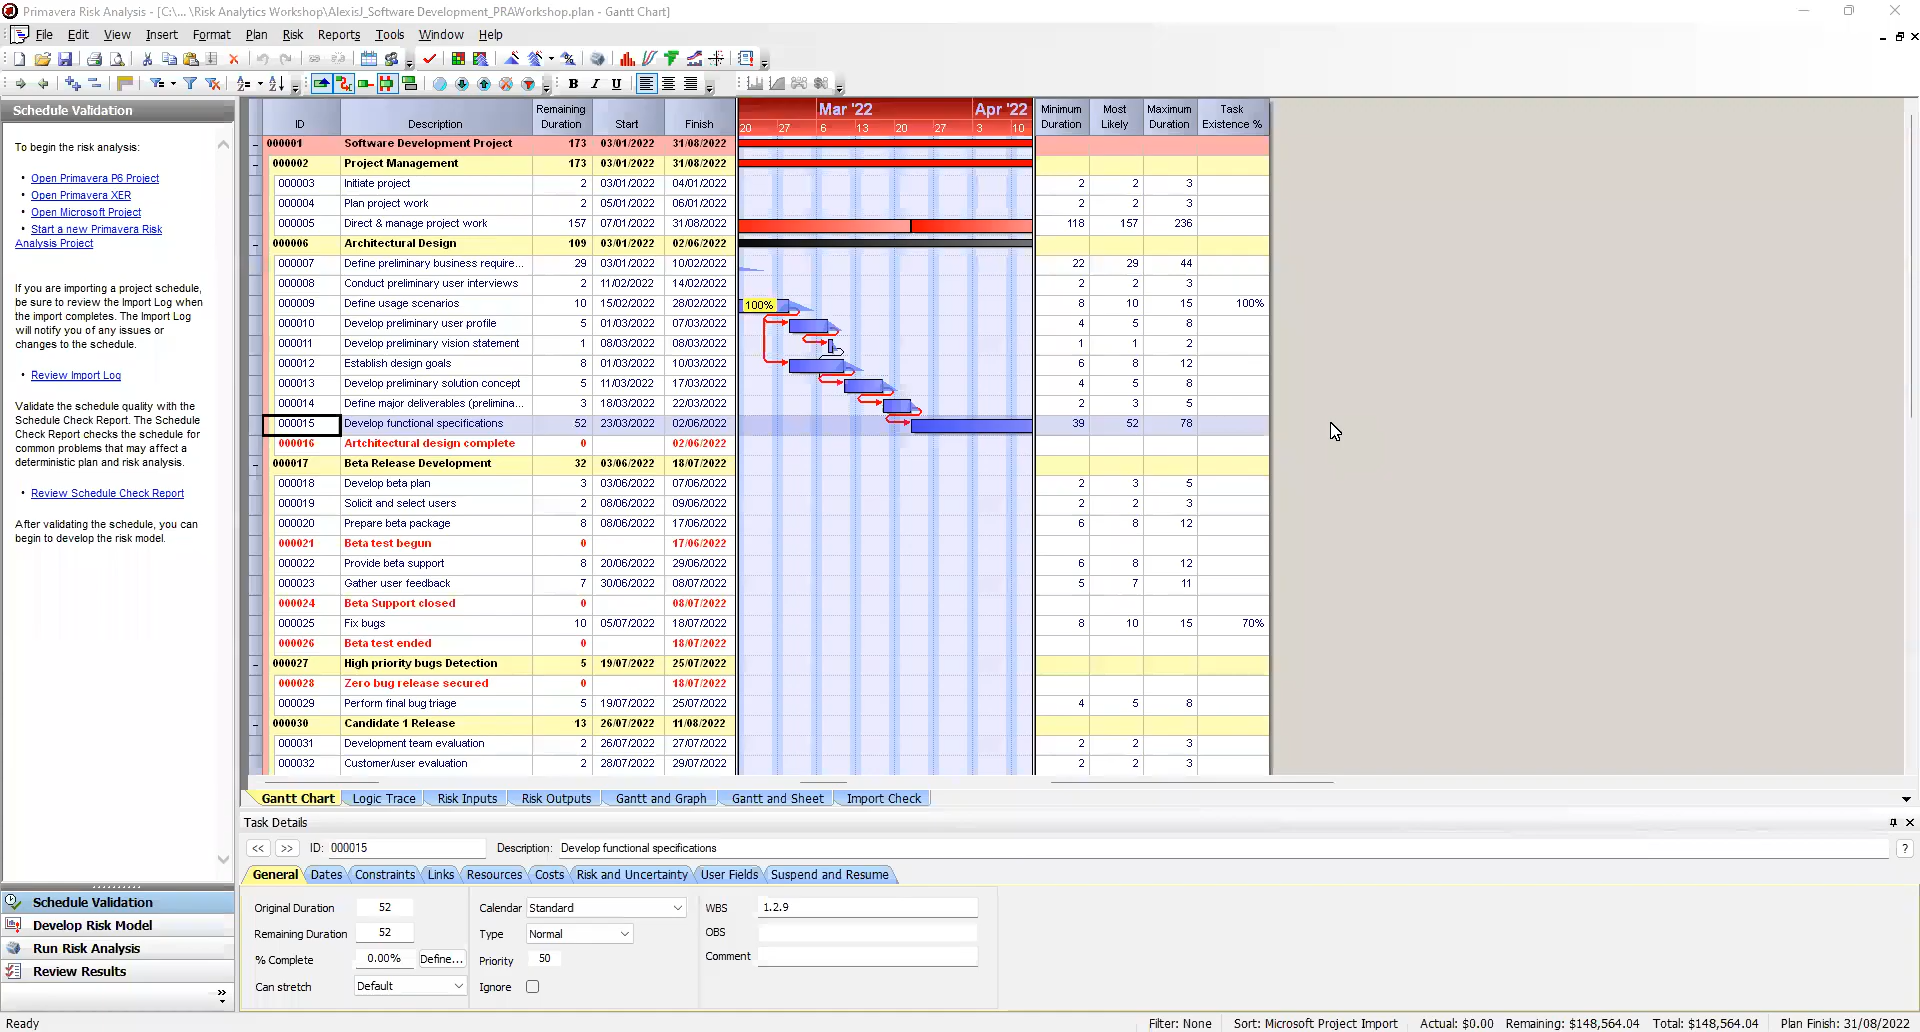 Primavera Risk Analysis - [C:\... \Risk Analytics Workshop\AlexisJ_Software Development_PRAWorkshop.plan - Gantt Chart]
File Edit View Insert Format Plan Risk Reports Tools Window Help
B I U
Schedule Validation
To begin the risk analysis:
• Open Primavera P6 Project
• Open Primavera XER
• Open Microsoft Project
• Start a new Primavera Risk
Analysis Project
If you are importing a project schedule,
be sure to review the Import Log when
the import completes. The Import Log
will notify you of any issues or
changes to the schedule.
• Review Import Log
Validate the schedule quality with the
Schedule Check Report. The Schedule
Check Report checks the schedule for
common problems that may affect a
deterministic plan and risk analysis.
• Review Schedule Check Report
After validating the schedule, you can
begin to develop the risk model.
Schedule Validation
Develop Risk Model
Run Risk Analysis
Review Results
ID Description Remaining Duration Start Finish Mar '22 Apr '22 Minimum Duration Most Likely Maximum Duration Task Existence %
20 27 6 13 20 27 3 10
000001 Software Development Project 173 03/01/2022 31/08/2022
000002 Project Management 173 03/01/2022 31/08/2022
000003 Initiate project 2 03/01/2022 04/01/2022 2 2 3
000004 Plan project work 2 05/01/2022 06/01/2022 2 2 3
000005 Direct & manage project work 157 07/01/2022 31/08/2022 118 157 236
000006 Architectural Design 109 03/01/2022 02/06/2022
000007 Define preliminary business require... 29 03/01/2022 10/02/2022 22 29 44
000008 Conduct preliminary user interviews 2 11/02/2022 14/02/2022 2 2 3
000009 Define usage scenarios 10 15/02/2022 28/02/2022 100% 8 10 15 100%
000010 Develop preliminary user profile 5 01/03/2022 07/03/2022 4 5 8
000011 Develop preliminary vision statement 1 08/03/2022 08/03/2022 1 1 2
000012 Establish design goals 8 01/03/2022 10/03/2022 6 8 12
000013 Develop preliminary solution concept 5 11/03/2022 17/03/2022 4 5 8
000014 Define major deliverables (prelimina... 3 18/03/2022 22/03/2022 2 3 5
000015 Develop functional specifications 52 23/03/2022 02/06/2022 39 52 78
000016 Artchitectural design complete 0 02/06/2022
000017 Beta Release Development 32 03/06/2022 18/07/2022
000018 Develop beta plan 3 03/06/2022 07/06/2022 2 3 5
000019 Solicit and select users 2 08/06/2022 09/06/2022 2 2 3
000020 Prepare beta package 8 08/06/2022 17/06/2022 6 8 12
000021 Beta test begun 0 17/06/2022
000022 Provide beta support 8 20/06/2022 29/06/2022 6 8 12
000023 Gather user feedback 7 30/06/2022 08/07/2022 5 7 11
000024 Beta Support closed 0 08/07/2022
000025 Fix bugs 10 05/07/2022 18/07/2022 8 10 15 70%
000026 Beta test ended 0 18/07/2022
000027 High priority bugs Detection 5 19/07/2022 25/07/2022
000028 Zero bug release secured 0 18/07/2022
000029 Perform final bug triage 5 19/07/2022 25/07/2022 4 5 8
000030 Candidate 1 Release 13 26/07/2022 11/08/2022
000031 Development team evaluation 2 26/07/2022 27/07/2022 2 2 3
000032 Customer/user evaluation 2 28/07/2022 29/07/2022 2 2 3
Gantt Chart Logic Trace Risk Inputs Risk Outputs Gantt and Graph Gantt and Sheet Import Check
Task Details
<< >> ID: 000015 Description: Develop functional specifications ?
General Dates Constraints Links Resources Costs Risk and Uncertainty User Fields Suspend and Resume
Original Duration 52 Calendar Standard WBS 1.2.9
Remaining Duration 52 Type Normal OBS
% Complete 0.00% Define... Priority 50 Comment
Can stretch Default Ignore
Ready Filter: None Sort: Microsoft Project Import Actual: $0.00 Remaining: $148,564.04 Total: $148,564.04 Plan Finish: 31/08/2022